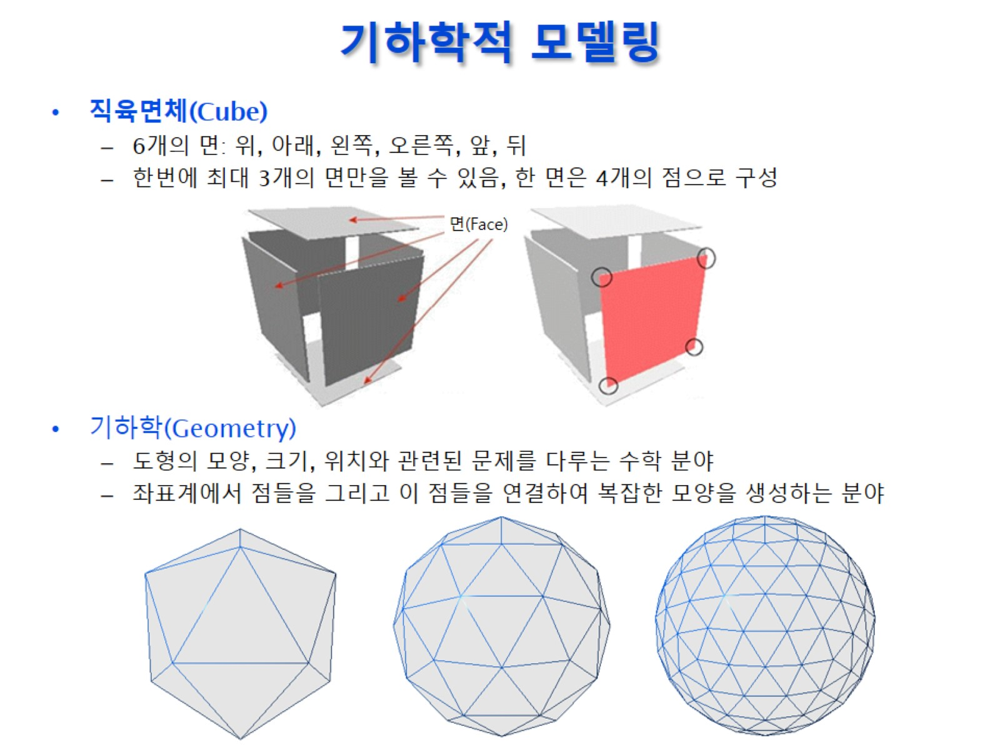 기하학적 모델링
• 직육면체(Cube)
– 6개의 면: 위, 아래, 왼쪽, 오른쪽, 앞, 뒤
– 한번에 최대 3개의 면만을 볼 수 있음, 한 면은 4개의 점으로 구성
면(Face)
• 기하학(Geometry)
– 도형의 모양, 크기, 위치와 관련된 문제를 다루는 수학 분야
– 좌표계에서 점들을 그리고 이 점들을 연결하여 복잡한 모양을 생성하는 분야